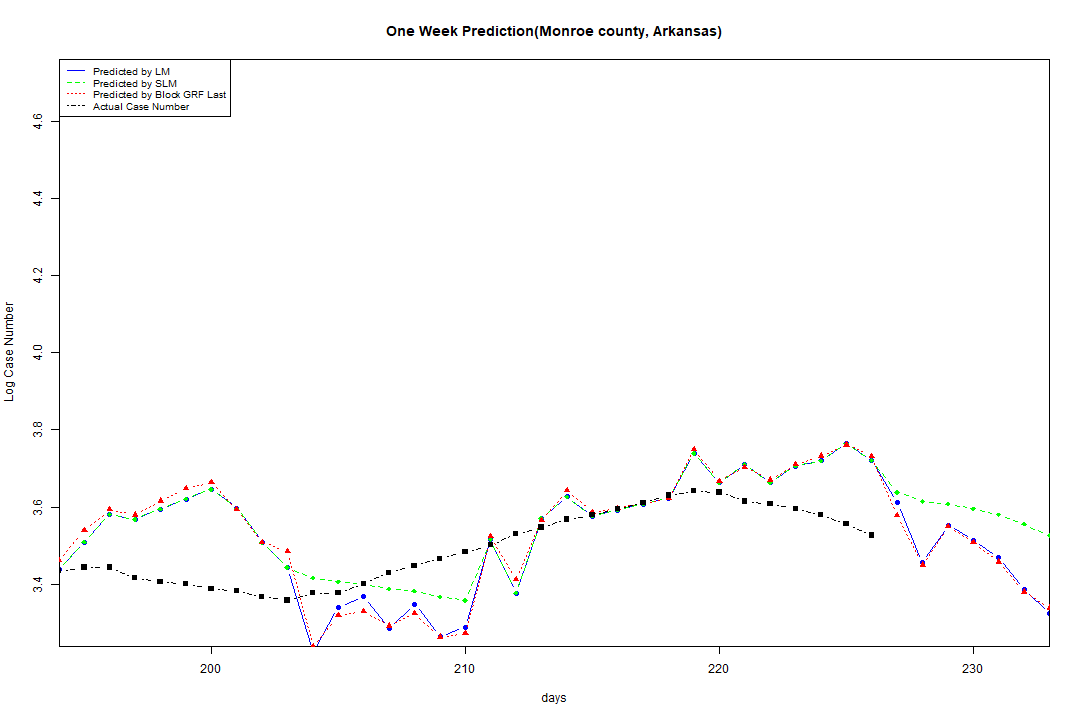 One Week Prediction(Monroe county, Arkansas)
Predicted by LM
Predicted by SLM
Predicted by Block GRF Last
Actual Case Number
4.6
4.4
4.2
4.0
3.8
3.6
3.4
Log Case Number
200 210 220 230
days